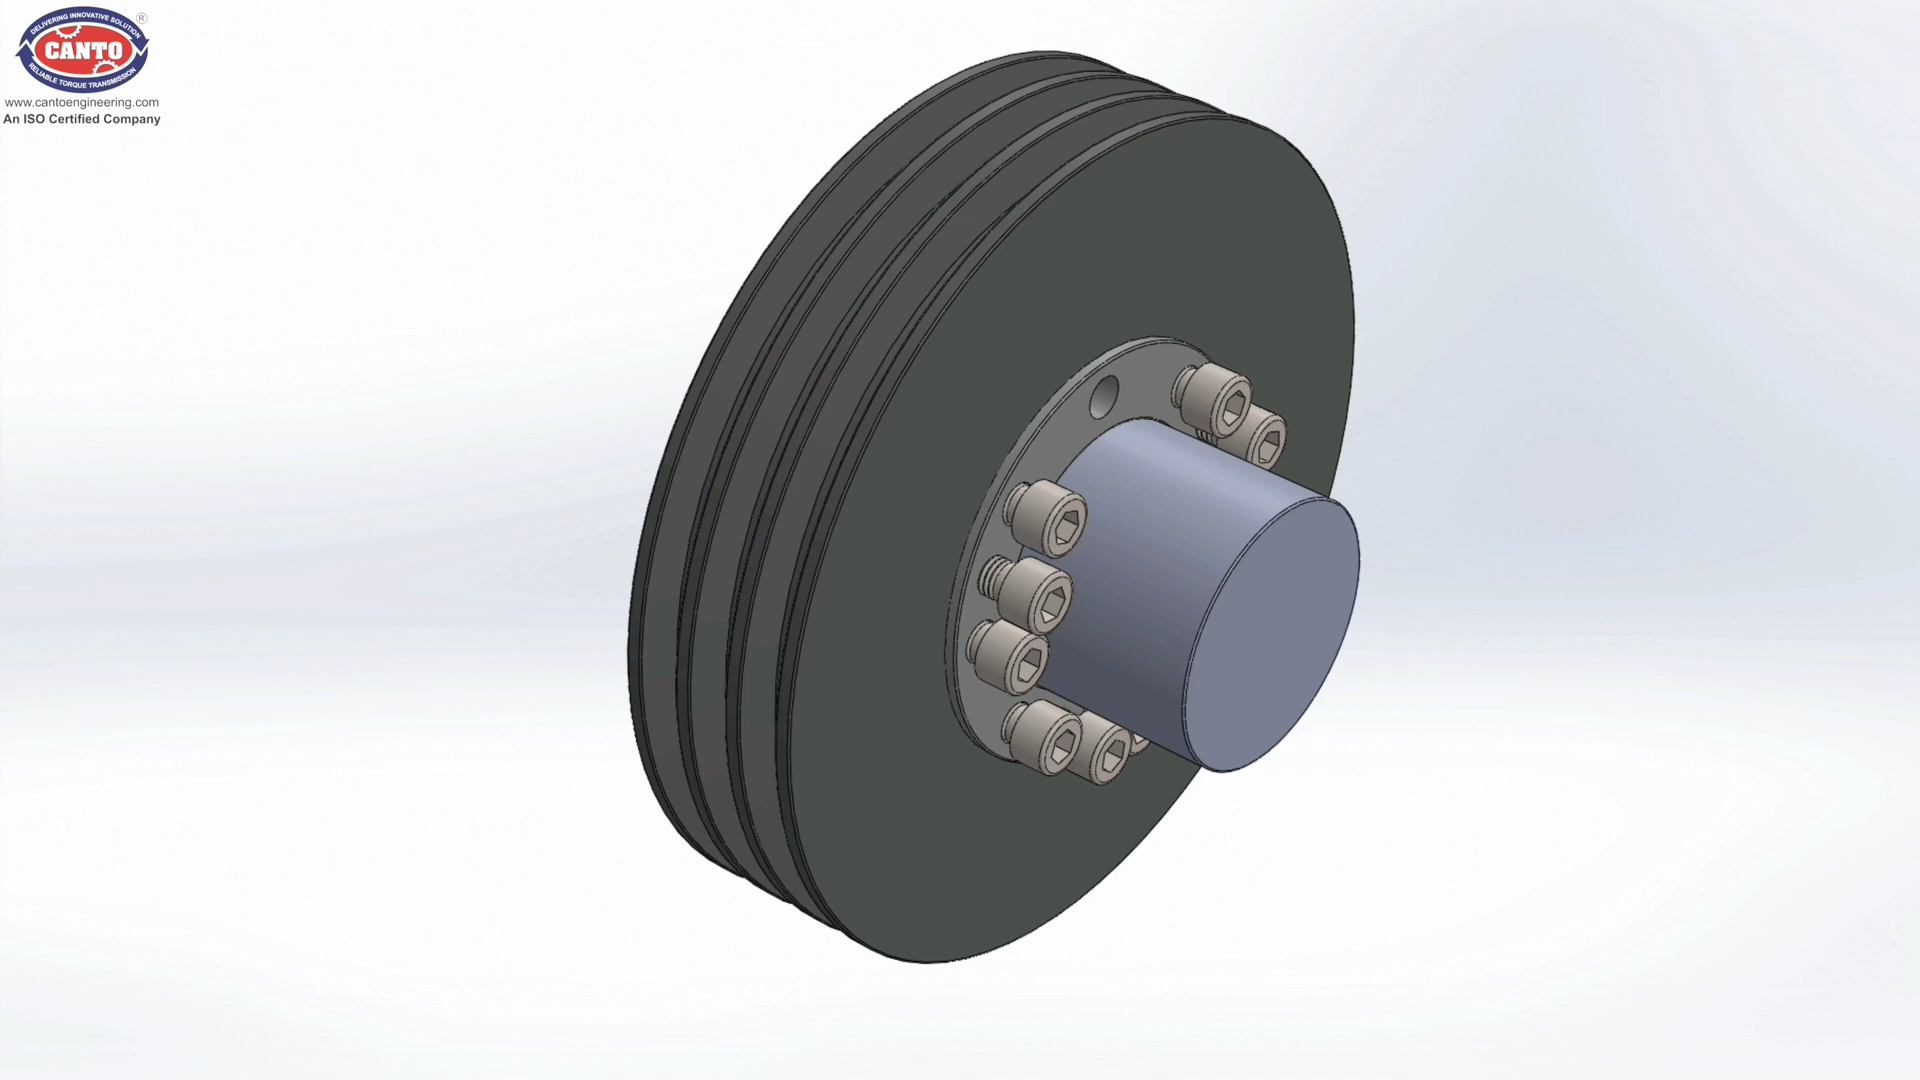 DELIVERING INNOVATIVE SOLUTION
®
CANTO
RELIABLE TORQUE TRANSMISSION
www.cantoengineering.com
An ISO Certified Company